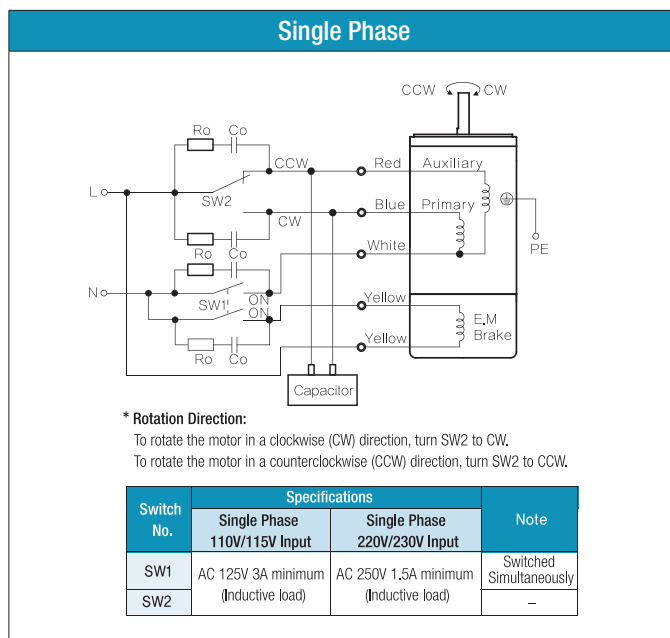 Single Phase
CCW CW
Ro Co
CCW Red Auxiliary
L SW2
CW Blue Primary
White PE
Ro Co
N SW1 ON
ON
Yellow E.M
Brake
Yellow
Ro Co
Capacitor
* Rotation Direction:
To rotate the motor in a clockwise (CW) direction, turn SW2 to CW.
To rotate the motor in a counterclockwise (CCW) direction, turn SW2 to CCW.
Switch No. Specifications Note
Single Phase 110V/115V Input Single Phase 220V/230V Input
SW1 AC 125V 3A minimum (Inductive load) AC 250V 1.5A minimum (Inductive load) Switched Simultaneously
SW2 –